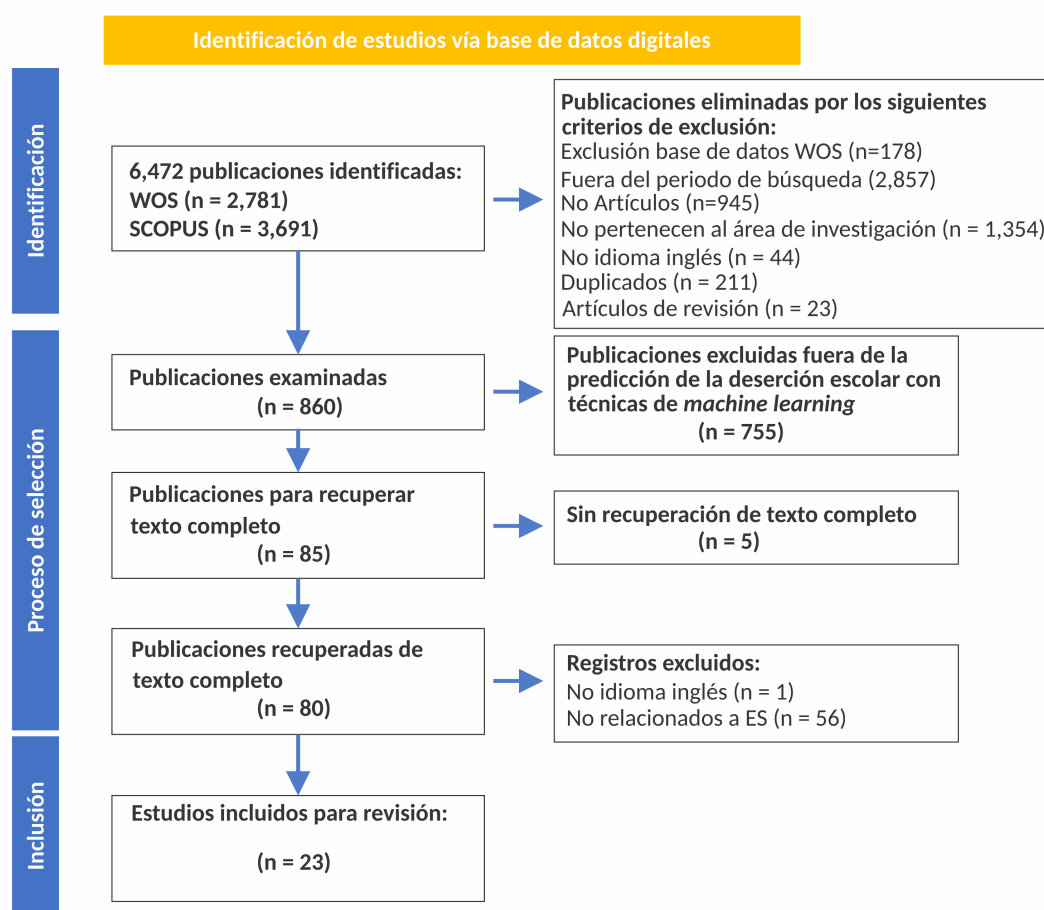 Identificación de estudios vía base de datos digitales
Identificación
6,472 publicaciones identificadas:
WOS (n = 2,781)
SCOPUS (n = 3,691)
Publicaciones eliminadas por los siguientes
criterios de exclusión:
Exclusión base de datos WOS (n=178)
Fuera del periodo de búsqueda (2,857)
No Artículos (n=945)
No pertenecen al área de investigación (n = 1,354)
No idioma inglés (n = 44)
Duplicados (n = 211)
Artículos de revisión (n = 23)
Proceso de selección
Publicaciones examinadas
(n = 860)
Publicaciones excluidas fuera de la
predicción de la deserción escolar con
técnicas de machine learning
(n = 755)
Publicaciones para recuperar
texto completo
(n = 85)
Sin recuperación de texto completo
(n = 5)
Publicaciones recuperadas de
texto completo
(n = 80)
Registros excluidos:
No idioma inglés (n = 1)
No relacionados a ES (n = 56)
Inclusión
Estudios incluidos para revisión:
(n = 23)